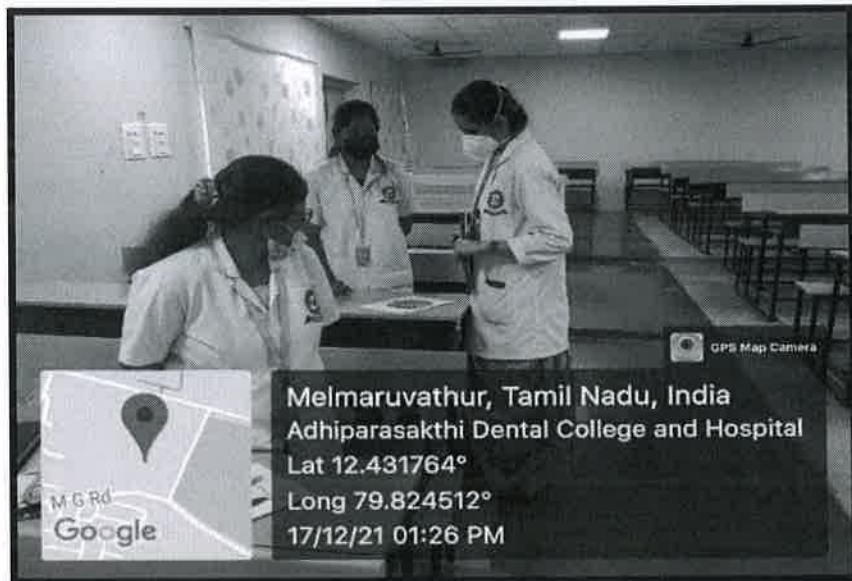 GPS Map Camera
Melmaruvathur, Tamil Nadu, India
Adhiparasakthi Dental College and Hospital
Lat 12.431764°
Long 79.824512°
17/12/21 01:26 PM
M G Rd
Google